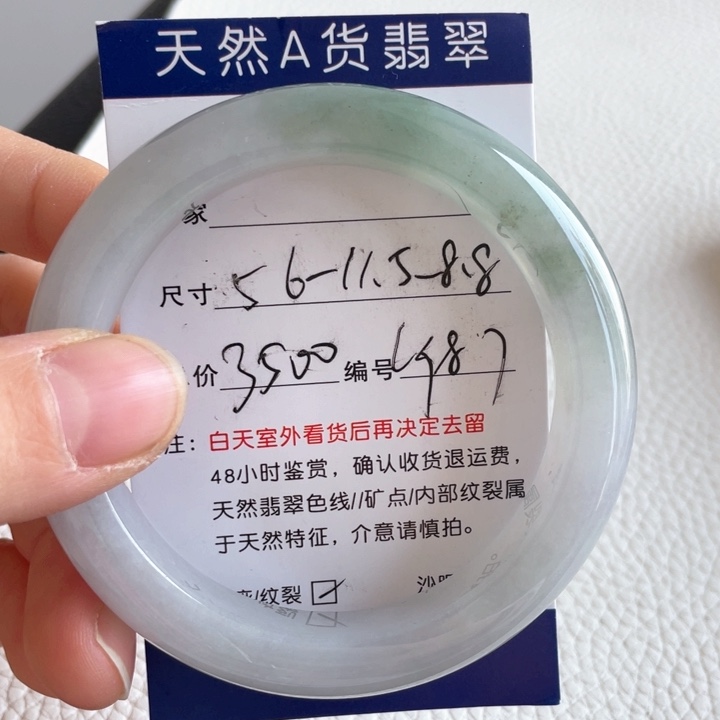 天然A货翡翠
家
尺寸 56-11.5-8.8
价 3500 编号 L987
注：白天室外看货后再决定去留
48小时鉴赏，确认收货退运费，
天然翡翠色线//矿点/内部纹裂属
于天然特征，介意请慎拍。
/纹裂